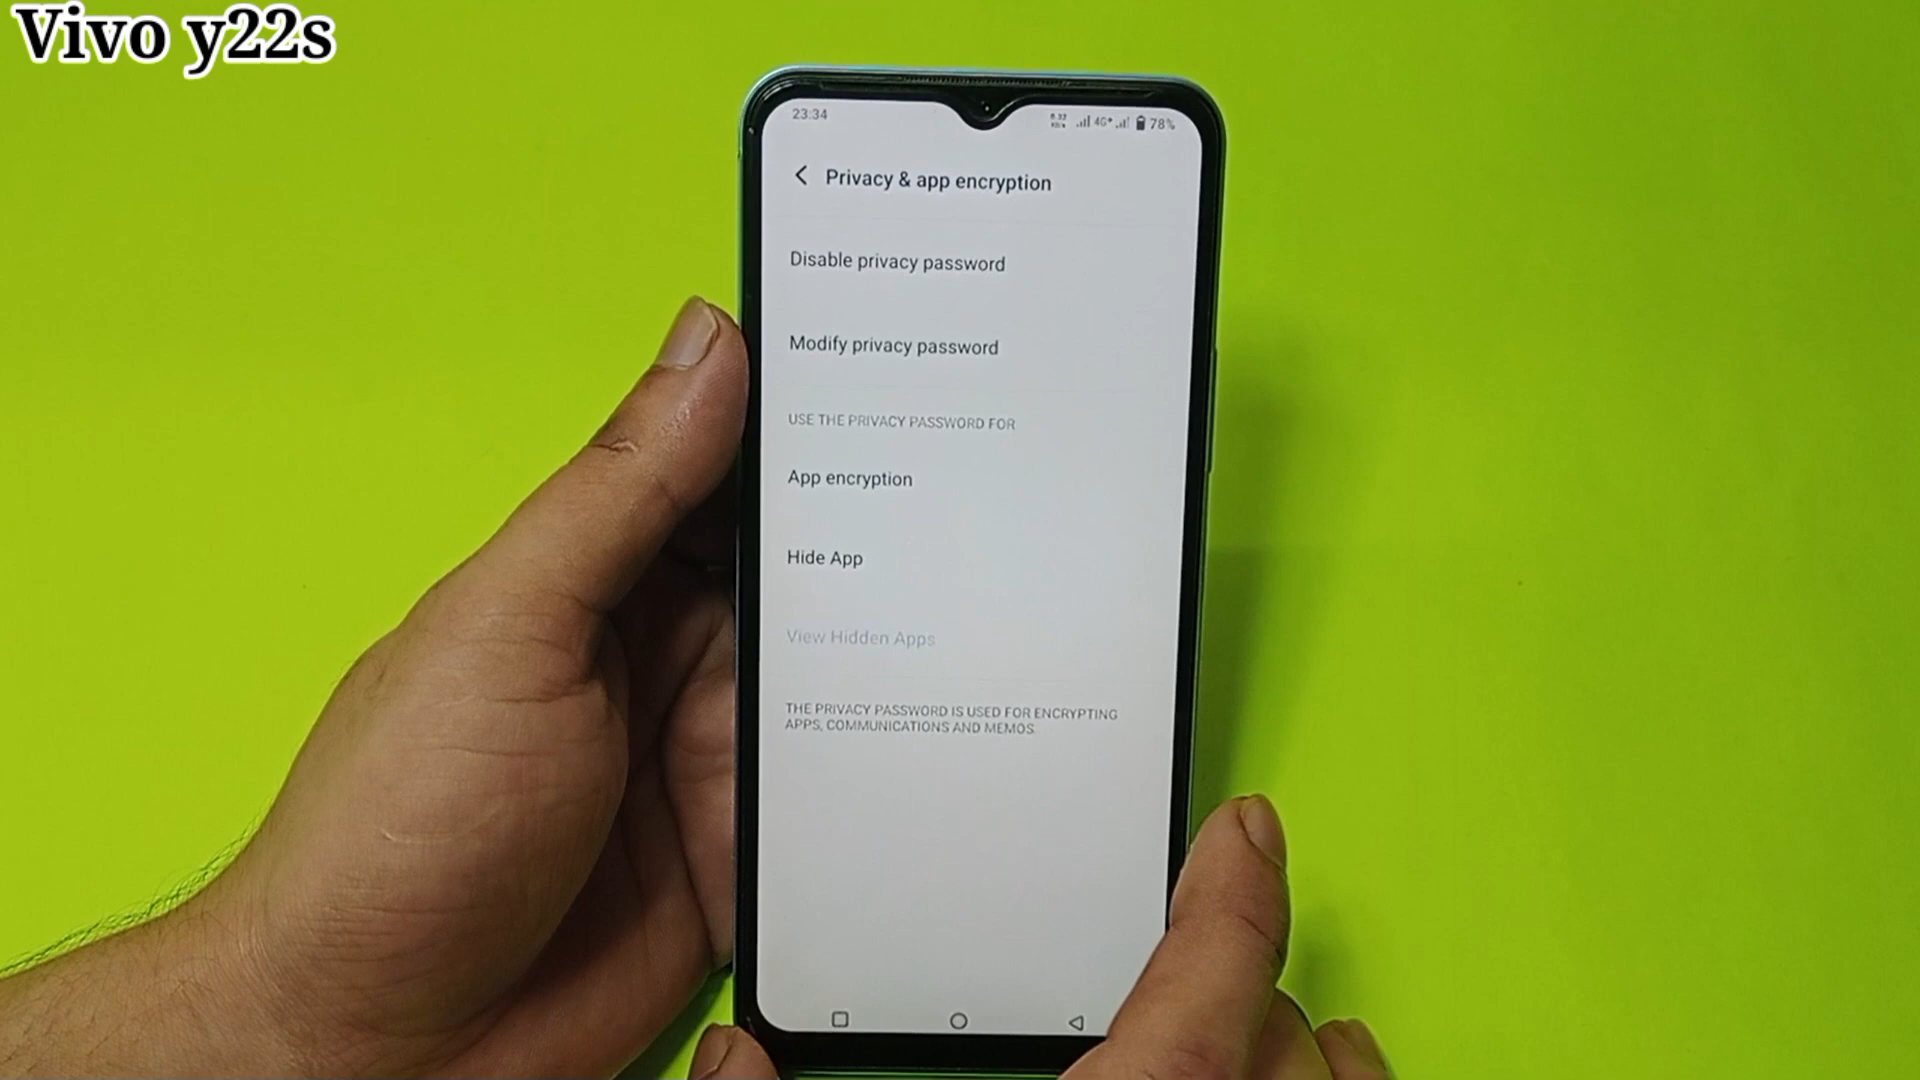 Vivo y22s
23:34
4G+ 78%
Privacy & app encryption
Disable privacy password
Modify privacy password
USE THE PRIVACY PASSWORD FOR
App encryption
Hide App
View Hidden Apps
THE PRIVACY PASSWORD IS USED FOR ENCRYPTING
APPS, COMMUNICATIONS AND MEMOS.